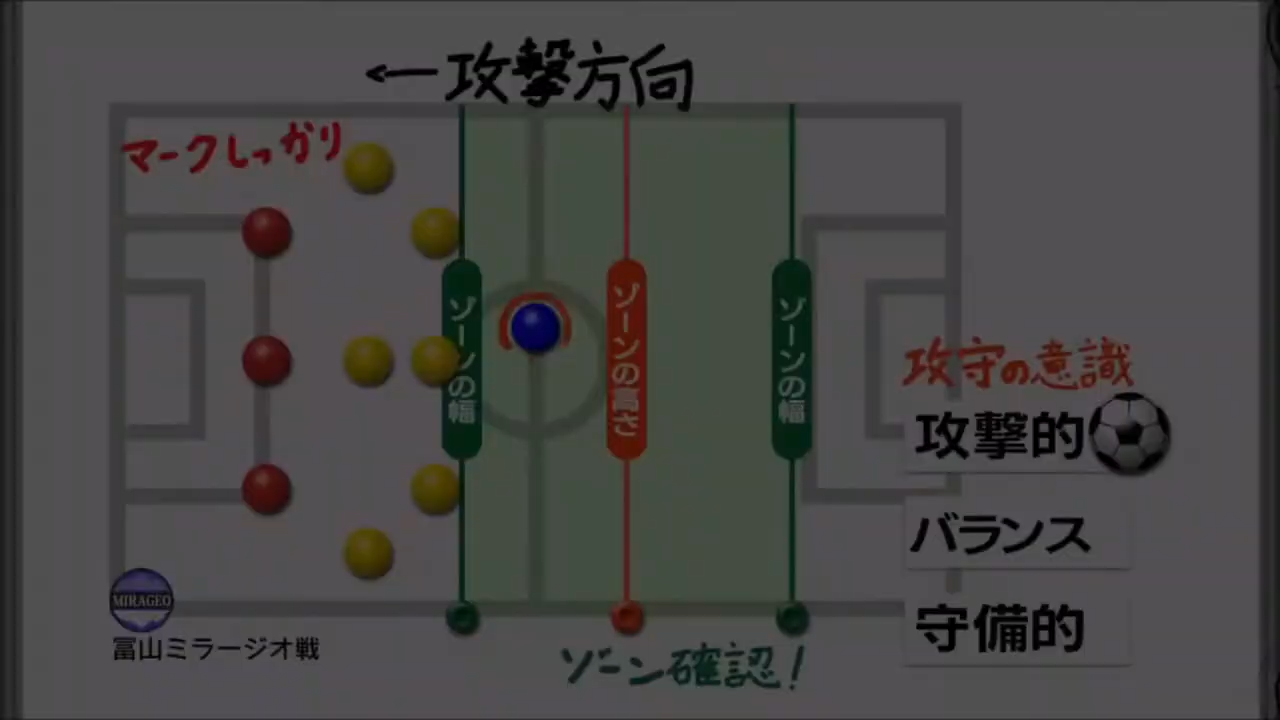 ←攻撃方向
マークしっかり
ゾーンの幅
ゾーンの高さ
ゾーンの幅
攻守の意識
攻撃的
バランス
守備的
MIRAGEO
冨山ミラージオ戦
ゾーン確認!